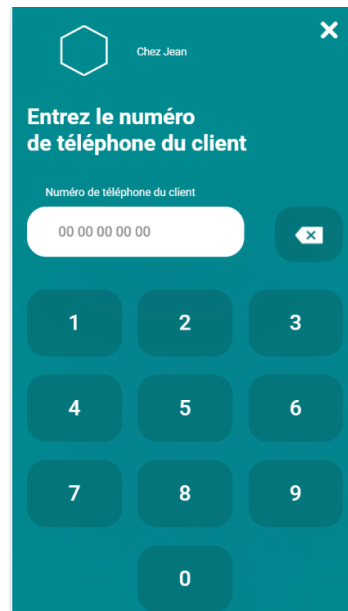 Chez Jean
Entrez le numéro
de téléphone du client
Numéro de téléphone du client
00 00 00 00 00
1 2 3
4 5 6
7 8 9
0